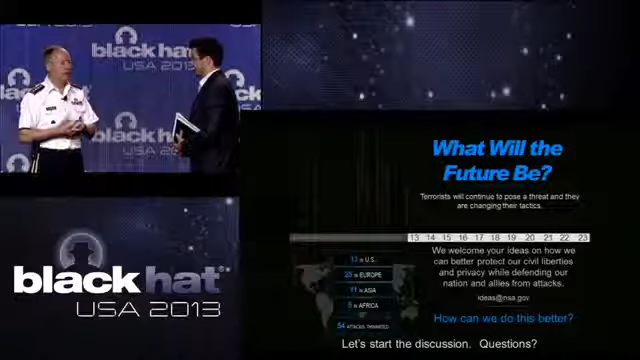 black hat
USA 2013
black hat
USA 2013
What Will the
Future Be?
Terrorists will continue to pose a threat and they
are changing their tactics.
13 14 15 16 17 18 19 20 21 22 23
We welcome your ideas on how we
can better protect our civil liberties
and privacy while defending our
nation and allies from attacks.
ideas@nsa.gov
How can we do this better?
13 IN U.S.
25 IN EUROPE
11 IN ASIA
5 IN AFRICA
54 ATTACKS THWARTED
Let's start the discussion. Questions?